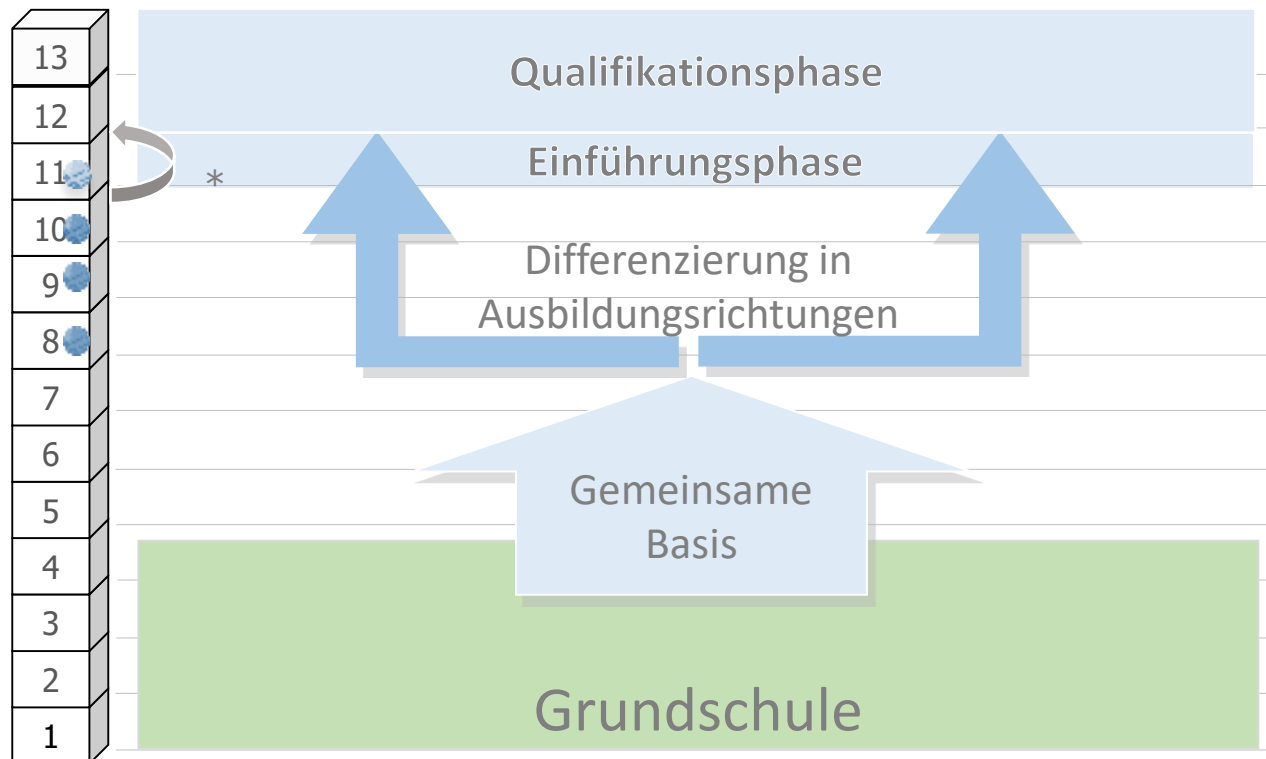 13
Qualifikationsphase
12
Einführungsphase
11
*
10
Differenzierung in
9
Ausbildungsrichtungen
8
7
6
Gemeinsame
5
Basis
4
3
2
Grundschule
1